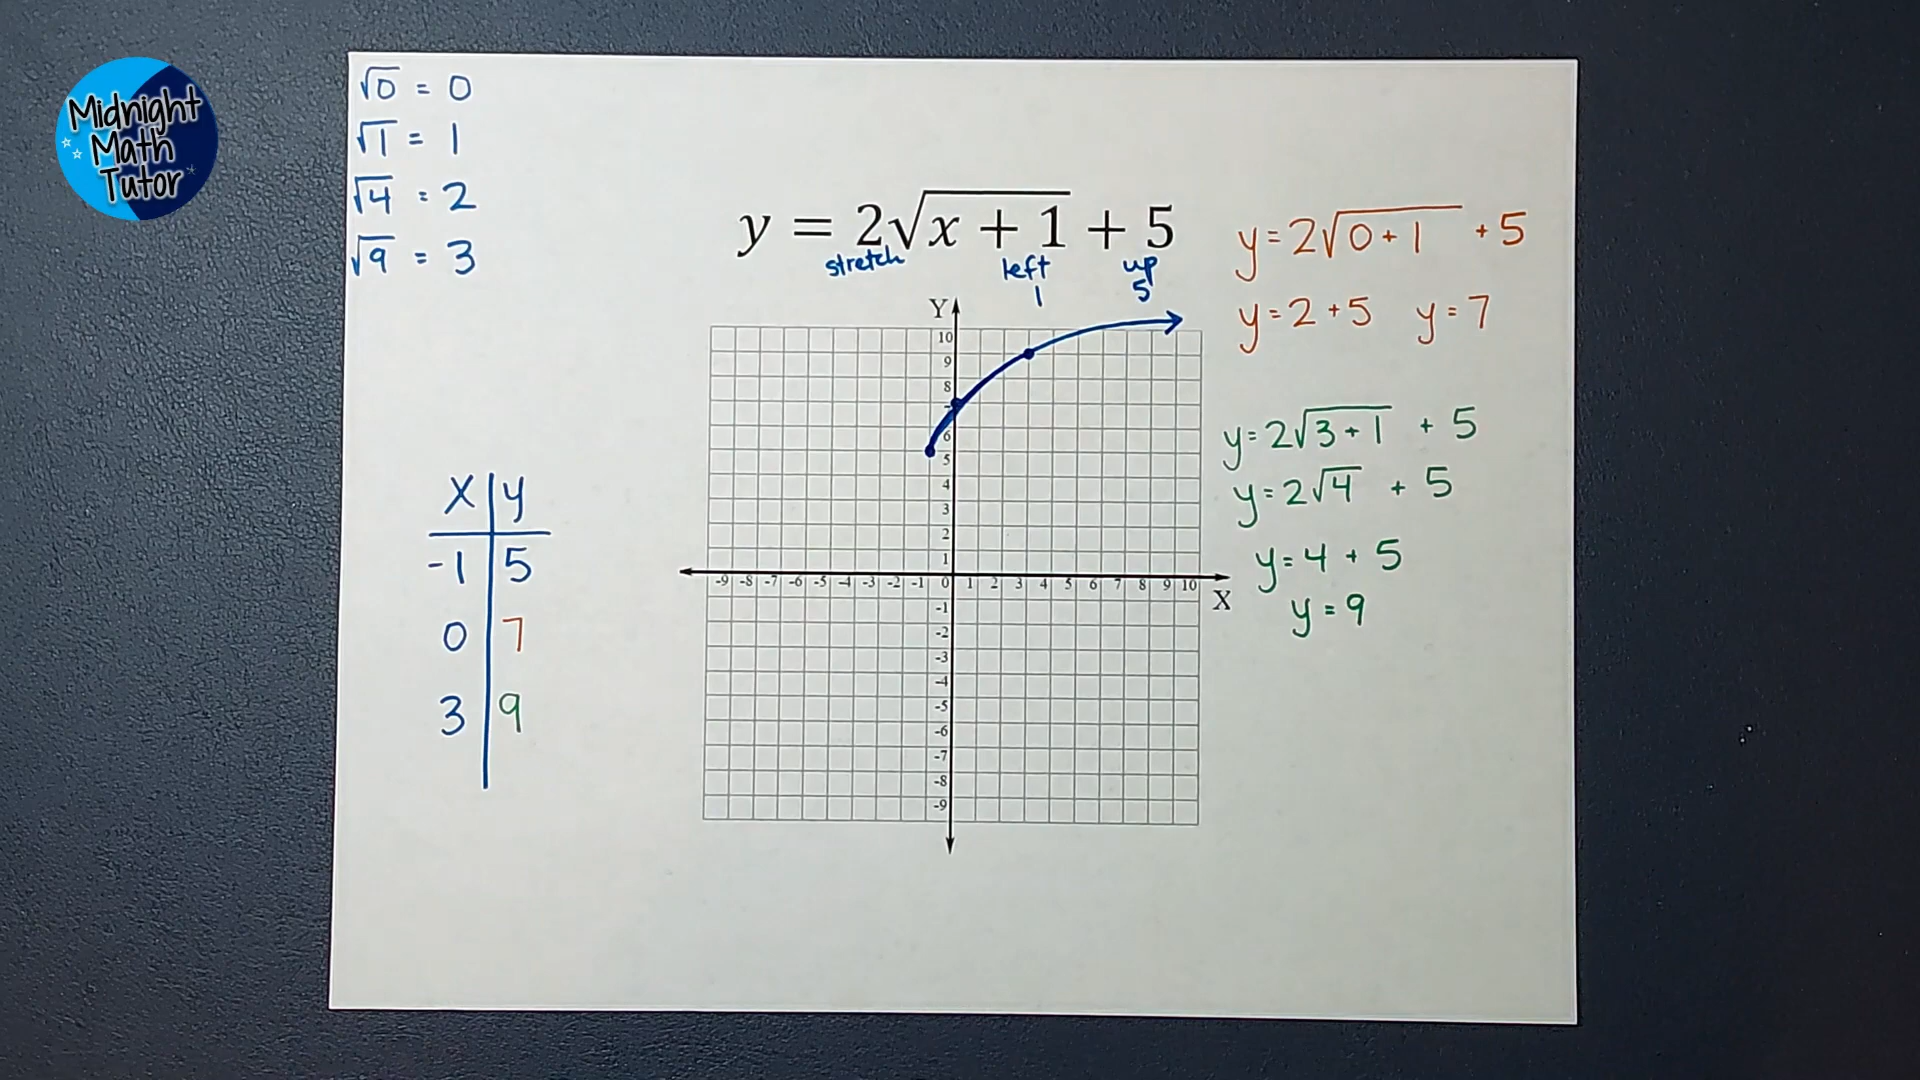 Midnight
Math
Tutor
√0 = 0
√1 = 1
√4 = 2
√9 = 3
y = 2√(x + 1) + 5
stretch left up
1 5
y=2√(0+1) +5
y=2+5 y=7
y=2√(3+1) +5
y=2√4 + 5
y=4+5
y=9
X y
-1 5
0 7
3 9
Y
10
9
8
7
6
5
4
3
2
1
-9 -8 -7 -6 -5 -4 -3 -2 -1 0 1 2 3 4 5 6 7 8 9 10
X
-1
-2
-3
-4
-5
-6
-7
-8
-9